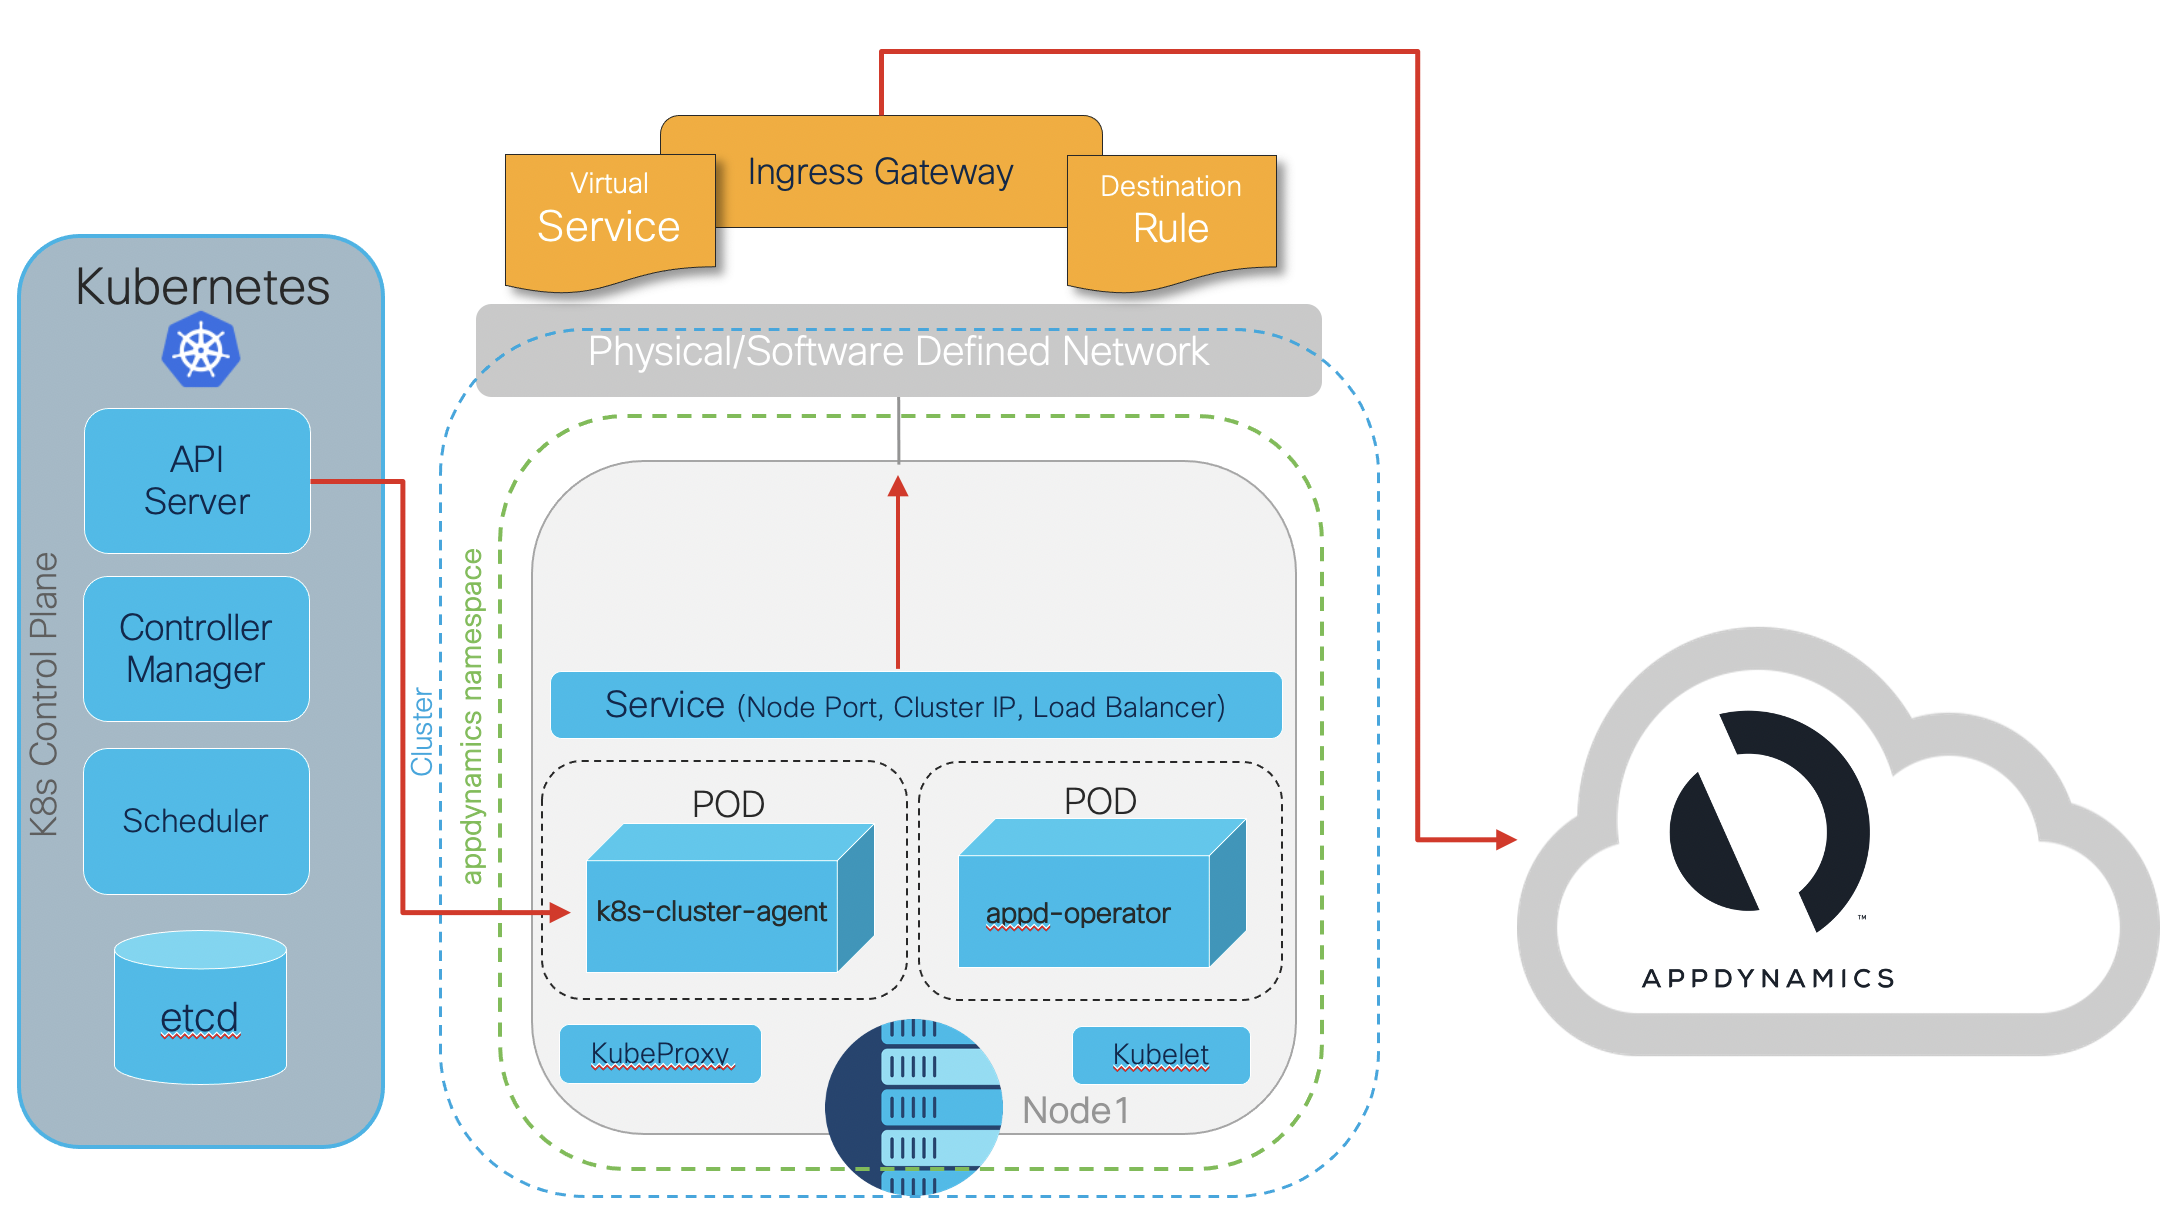 Kubernetes
API
Server
Controller
Manager
Scheduler
etcd
K8s Control Plane
Cluster
appdynamics namespace
Ingress Gateway
Virtual
Service
Destination
Rule
Physical/Software Defined Network
Service (Node Port, Cluster IP, Load Balancer)
POD
k8s-cluster-agent
POD
appd-operator
KubeProxy
Kubelet
Node1
APPDYNAMICS
™